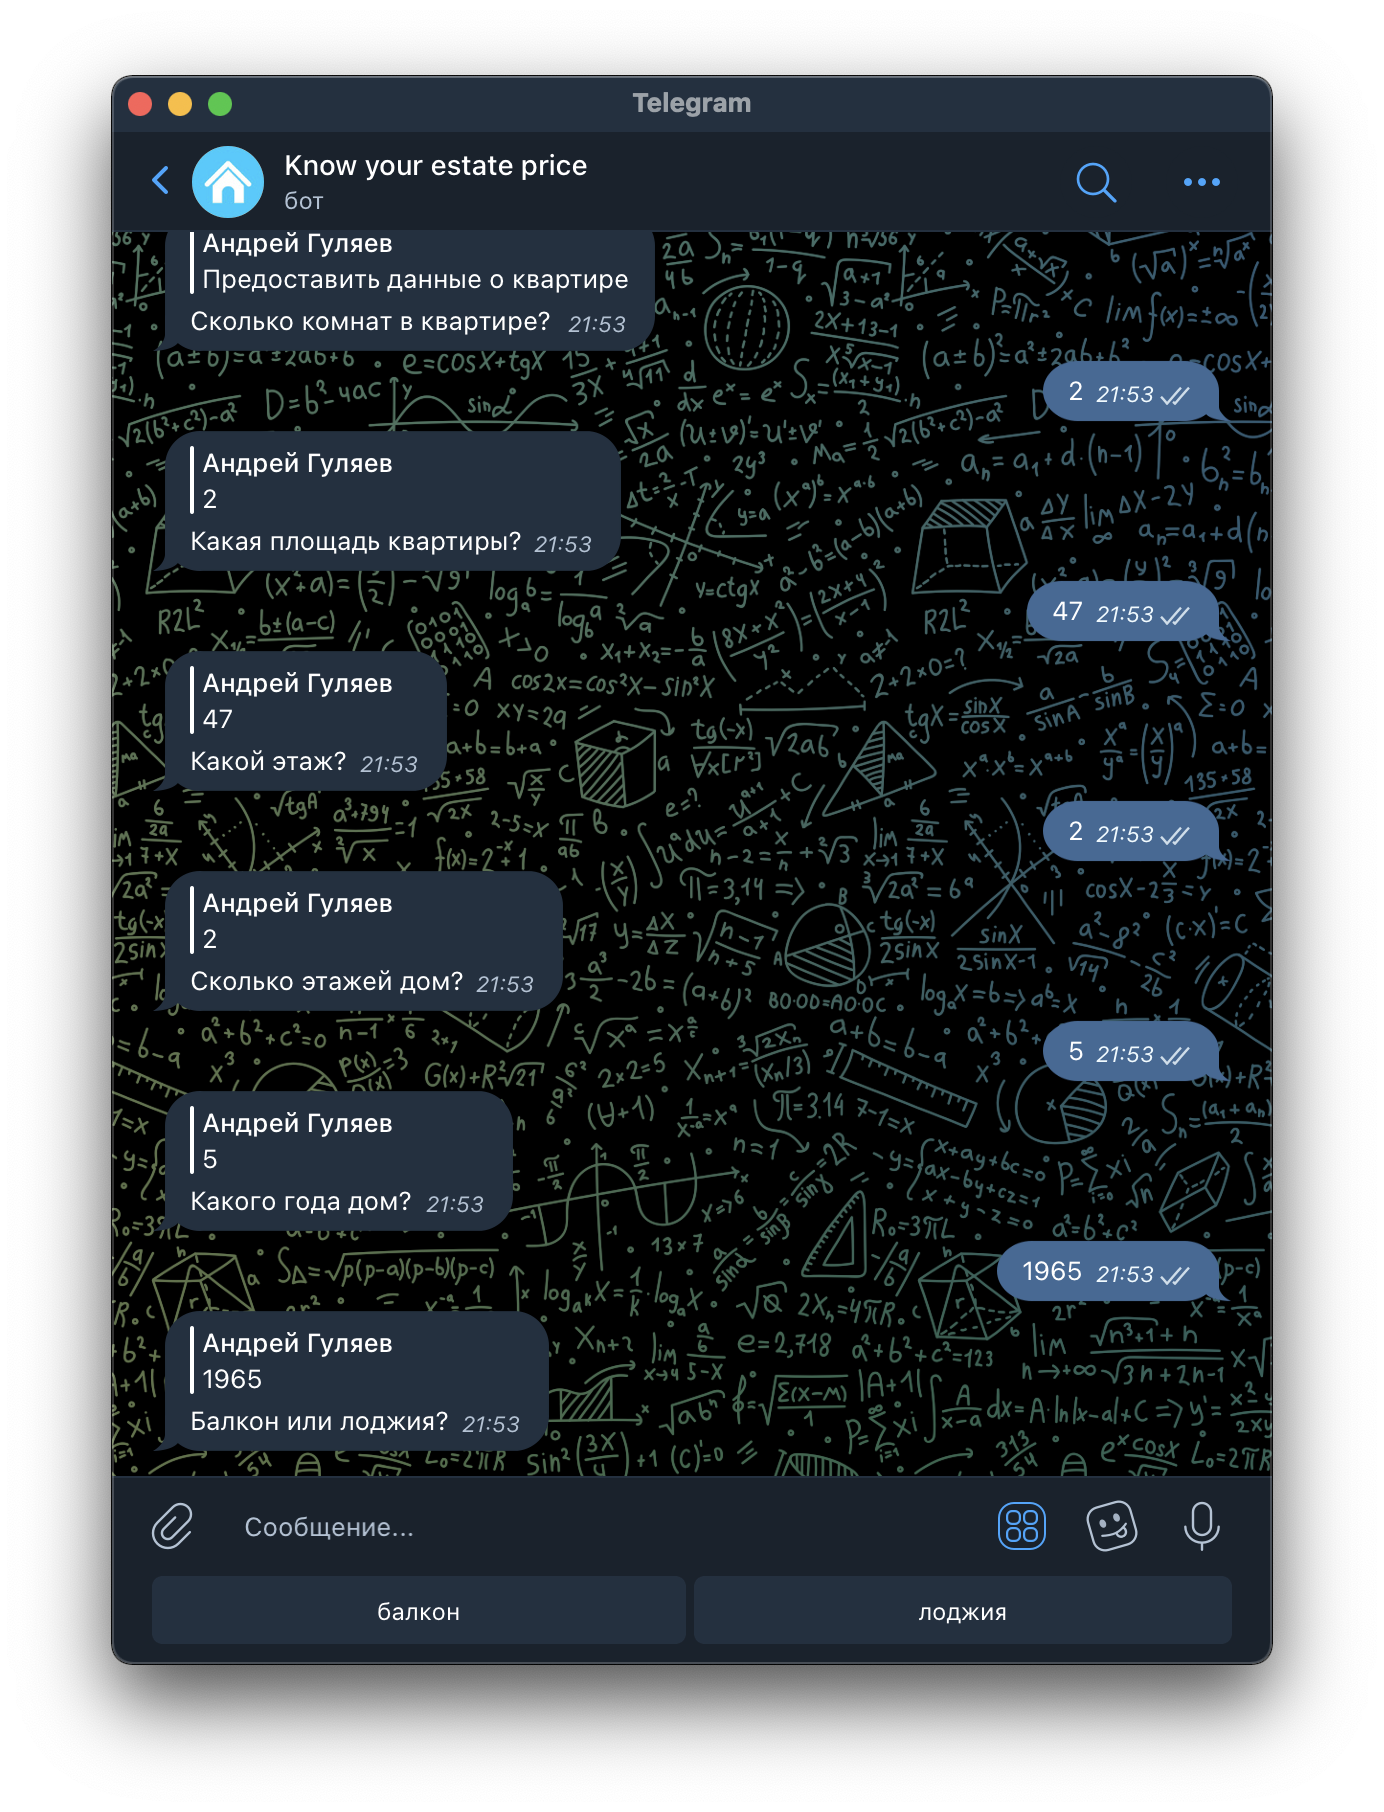 Telegram
Know your estate price
бот
Андрей Гуляев
Предоставить данные о квартире
Сколько комнат в квартире? 21:53
2 21:53
Андрей Гуляев
2
Какая площадь квартиры? 21:53
47 21:53
Андрей Гуляев
47
Какой этаж? 21:53
2 21:53
Андрей Гуляев
2
Сколько этажей дом? 21:53
5 21:53
Андрей Гуляев
5
Какого года дом? 21:53
1965 21:53
Андрей Гуляев
1965
Балкон или лоджия? 21:53
Сообщение...
балкон
лоджия